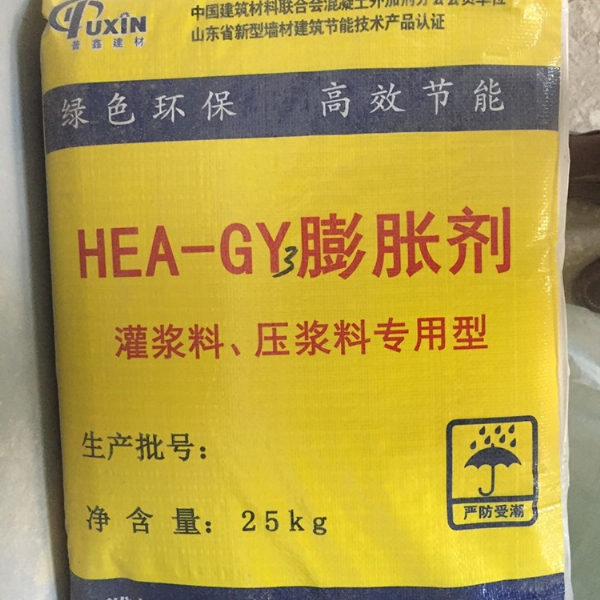 PUXIN
普鑫建材
中国建筑材料联合会混凝土外加剂分会会员单位
山东省新型墙材建筑节能技术产品认证
绿色环保 高效节能
HEA-GY3膨胀剂
灌浆料、压浆料专用型
生产批号：
净含量：25kg
严防受潮